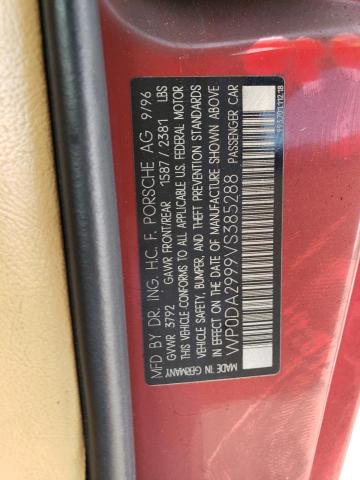 MFD BY DR. ING. H.C. F. PORSCHE AG 9/96
GVWR 3792 GAWR FRONT/REAR 1587 / 2381 LBS
THIS VEHICLE CONFORMS TO ALL APPLICABLE U.S. FEDERAL MOTOR
VEHICLE SAFETY, BUMPER, AND THEFT PREVENTION STANDARDS
IN EFFECT ON THE DATE OF MANUFACTURE SHOWN ABOVE.
WP0DA2999VS385288 PASSENGER CAR
MADE IN GERMANY